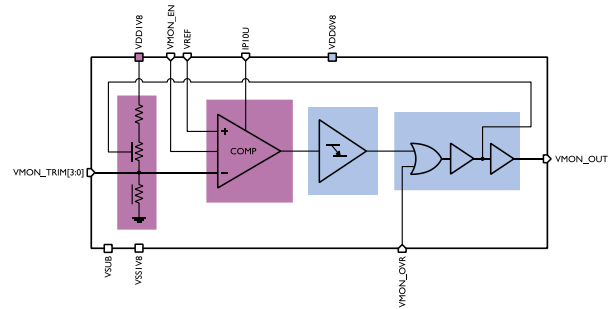 VDD1V8
VMON_EN
VREF
IP10U
VDD0V8
+
COMP
–
VMON_TRIM[3:0]
VMON_OUT
VSUB
VSS1V8
VMON_OVR